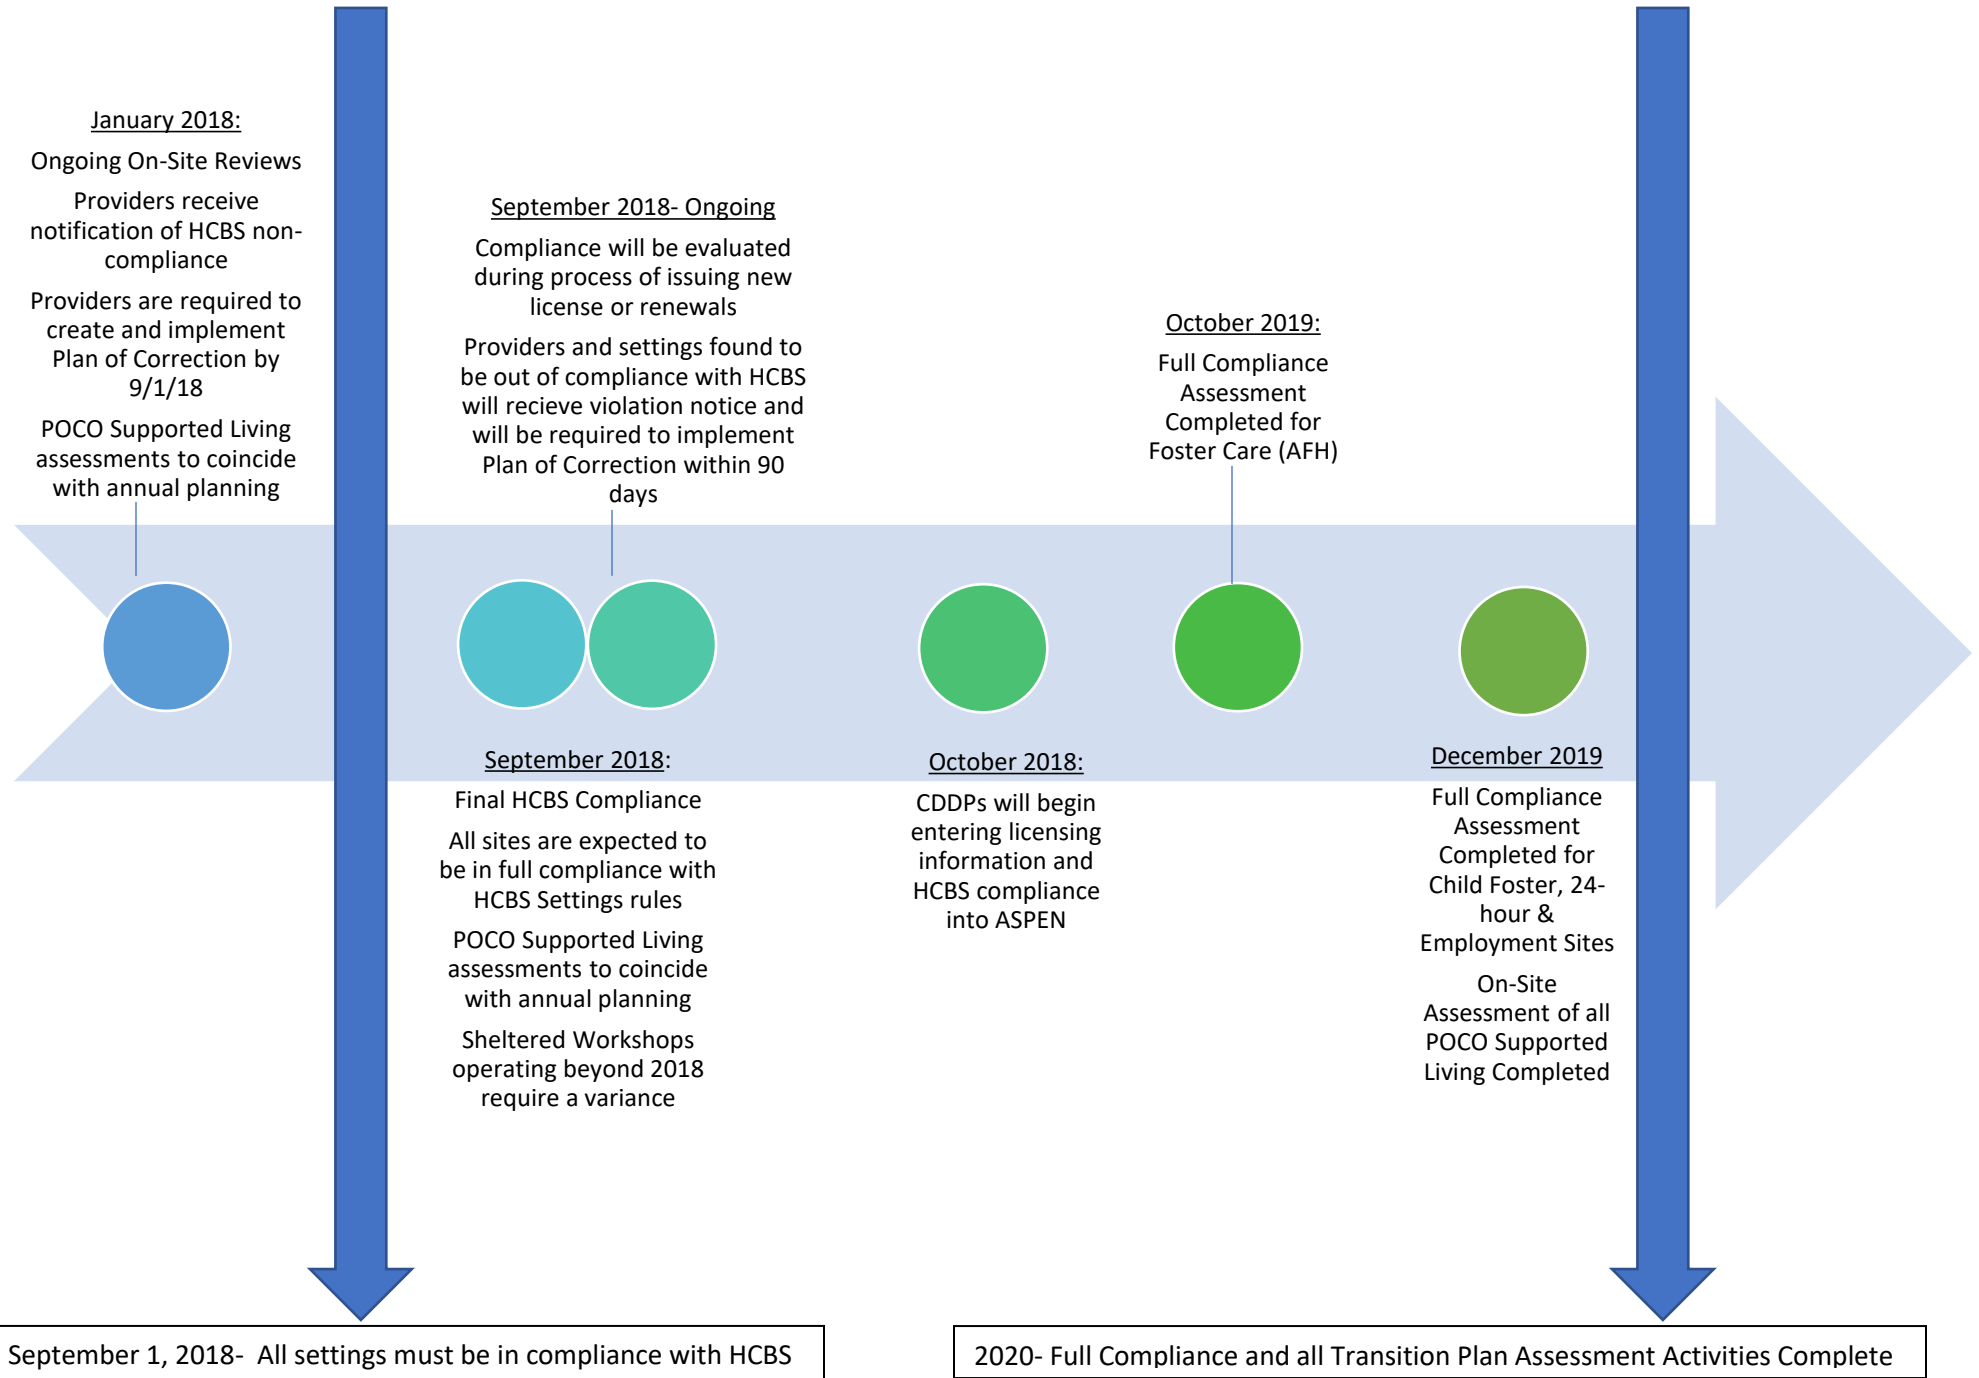 January 2018:
Ongoing On-Site Reviews
Providers receive
notification of HCBS non-
compliance
Providers are required to
create and implement
Plan of Correction by
9/1/18
POCO Supported Living
assessments to coincide
with annual planning
September 2018- Ongoing
Compliance will be evaluated
during process of issuing new
license or renewals
Providers and settings found to
be out of compliance with HCBS
will recieve violation notice and
will be required to implement
Plan of Correction within 90
days
October 2019:
Full Compliance
Assessment
Completed for
Foster Care (AFH)
September 2018:
Final HCBS Compliance
All sites are expected to
be in full compliance with
HCBS Settings rules
POCO Supported Living
assessments to coincide
with annual planning
Sheltered Workshops
operating beyond 2018
require a variance
October 2018:
CDDPs will begin
entering licensing
information and
HCBS compliance
into ASPEN
December 2019
Full Compliance
Assessment
Completed for
Child Foster, 24-
hour &
Employment Sites
On-Site
Assessment of all
POCO Supported
Living Completed
September 1, 2018- All settings must be in compliance with HCBS
2020- Full Compliance and all Transition Plan Assessment Activities Complete